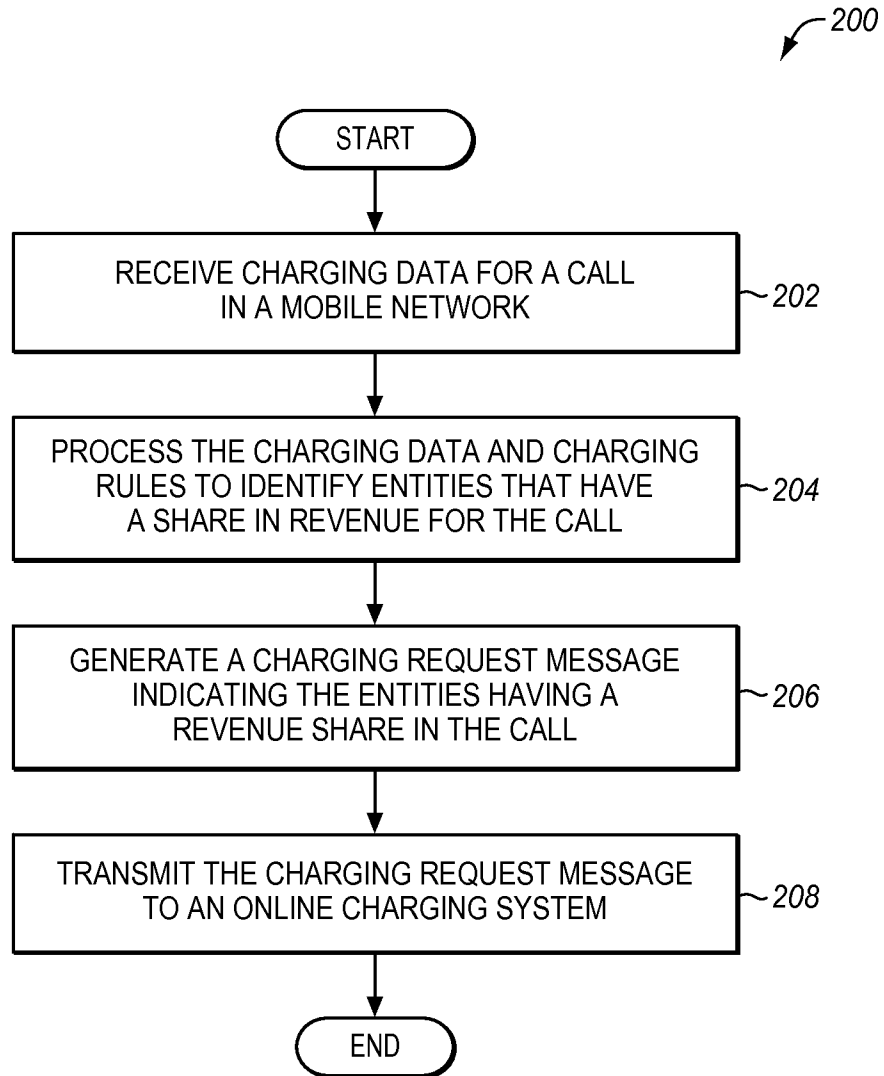 200
START
RECEIVE CHARGING DATA FOR A CALL
IN A MOBILE NETWORK
202
PROCESS THE CHARGING DATA AND CHARGING
RULES TO IDENTIFY ENTITIES THAT HAVE
A SHARE IN REVENUE FOR THE CALL
204
GENERATE A CHARGING REQUEST MESSAGE
INDICATING THE ENTITIES HAVING A
REVENUE SHARE IN THE CALL
206
TRANSMIT THE CHARGING REQUEST MESSAGE
TO AN ONLINE CHARGING SYSTEM
208
END